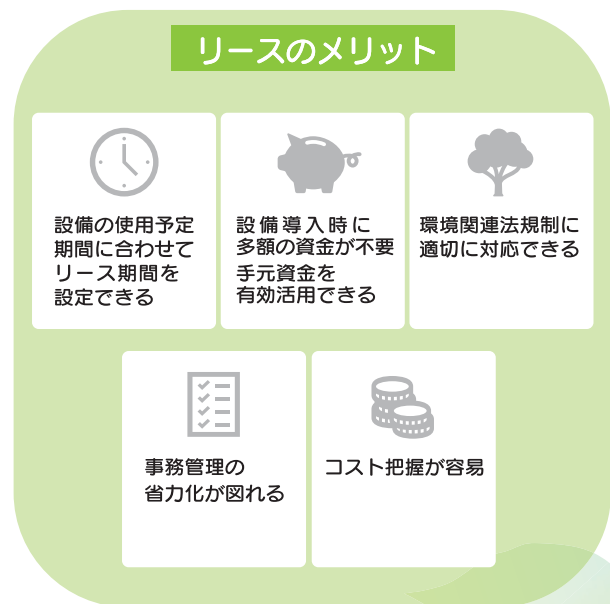 リースのメリット
設備の使用予定
期間に合わせて
リース期間を
設定できる
設備導入時に
多額の資金が不要
手元資金を
有効活用できる
環境関連法規制に
適切に対応できる
事務管理の
省力化が図れる
コスト把握が容易